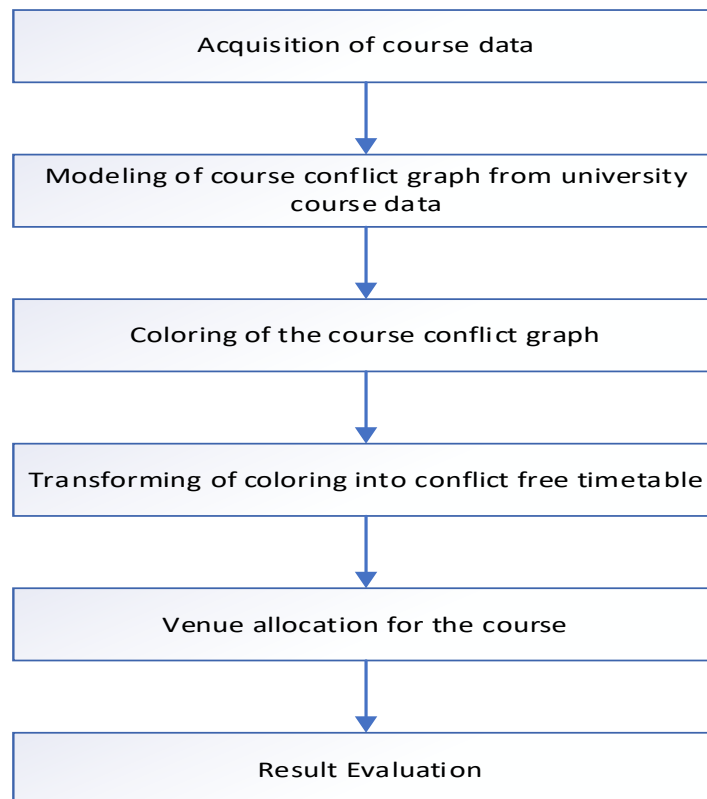 Acquisition of course data
Modeling of course conflict graph from university
course data
Coloring of the course conflict graph
Transforming of coloring into conflict free timetable
Venue allocation for the course
Result Evaluation